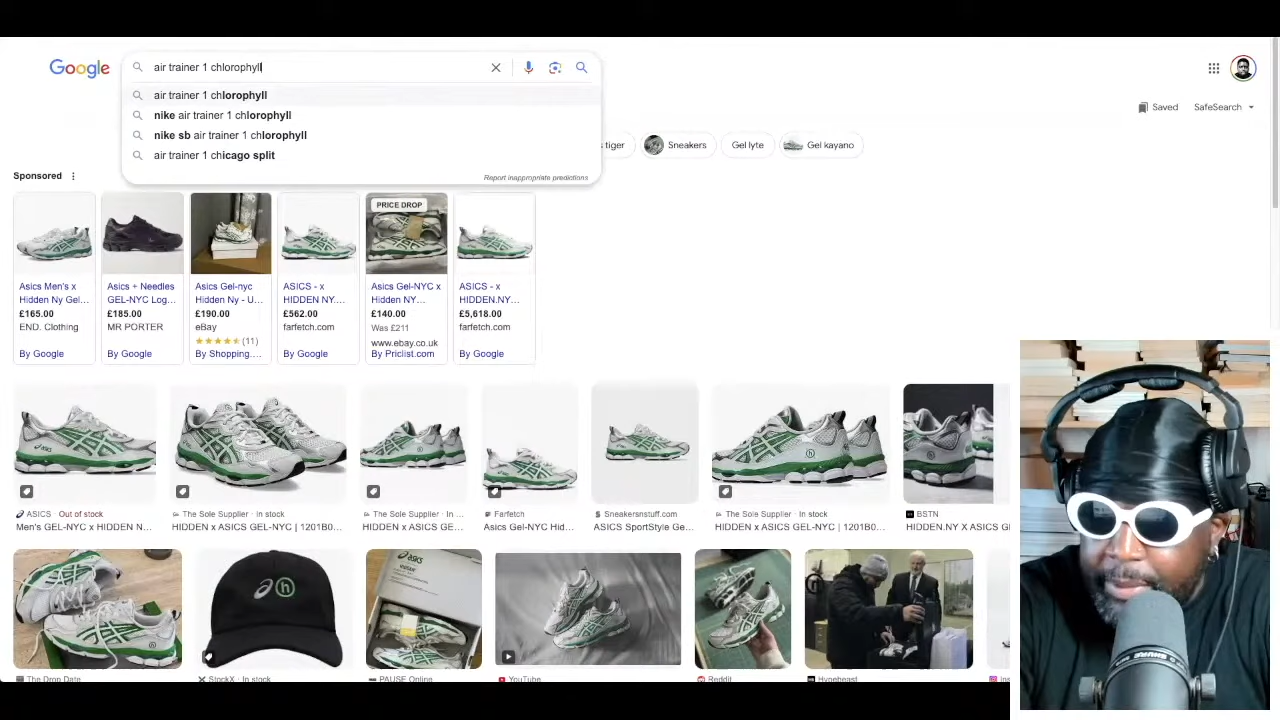 Google
air trainer 1 chlorophyll
air trainer 1 chlorophyll
nike air trainer 1 chlorophyll
nike sb air trainer 1 chlorophyll
air trainer 1 chicago split
Report inappropriate predictions
Saved
SafeSearch
s tiger
Sneakers
Gel lyte
Gel kayano
Sponsored
PRICE DROP
Asics Men's x
Hidden Ny Gel...
£165.00
END. Clothing
By Google
Asics + Needles
GEL-NYC Log...
£185.00
MR PORTER
By Google
Asics Gel-nyc
Hidden Ny - U...
£190.00
eBay
(11)
By Shopping....
ASICS - x
HIDDEN NY....
£562.00
farfetch.com
By Google
Asics Gel-NYC x
Hidden NY...
£140.00
Was £211
www.ebay.co.uk
By Priclist.com
ASICS - x
HIDDEN.NY...
£5,618.00
farfetch.com
By Google
ASICS · Out of stock
Men's GEL-NYC x HIDDEN N...
The Sole Supplier · In stock
HIDDEN x ASICS GEL-NYC | 1201B0...
The Sole Supplier · In ...
HIDDEN x ASICS GE...
Farfetch
Asics Gel-NYC Hid...
Sneakersnstuff.com
ASICS SportStyle Ge...
The Sole Supplier · In stock
HIDDEN x ASICS GEL-NYC | 1201B0...
BSTN
HIDDEN.NY X ASICS G
asics
The Drop Date
StockX · In stock
PAUSE Online
YouTube
Reddit
Hypebeast